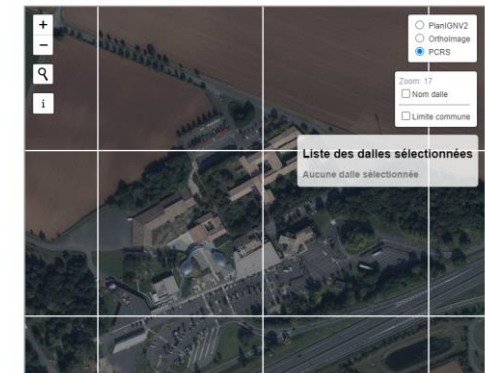 +
−
i
PlanIGNV2
OrthoImage
PCRS
Zoom: 17
Nom dalle
Limite commune
Liste des dalles sélectionnées
Aucune dalle sélectionnée